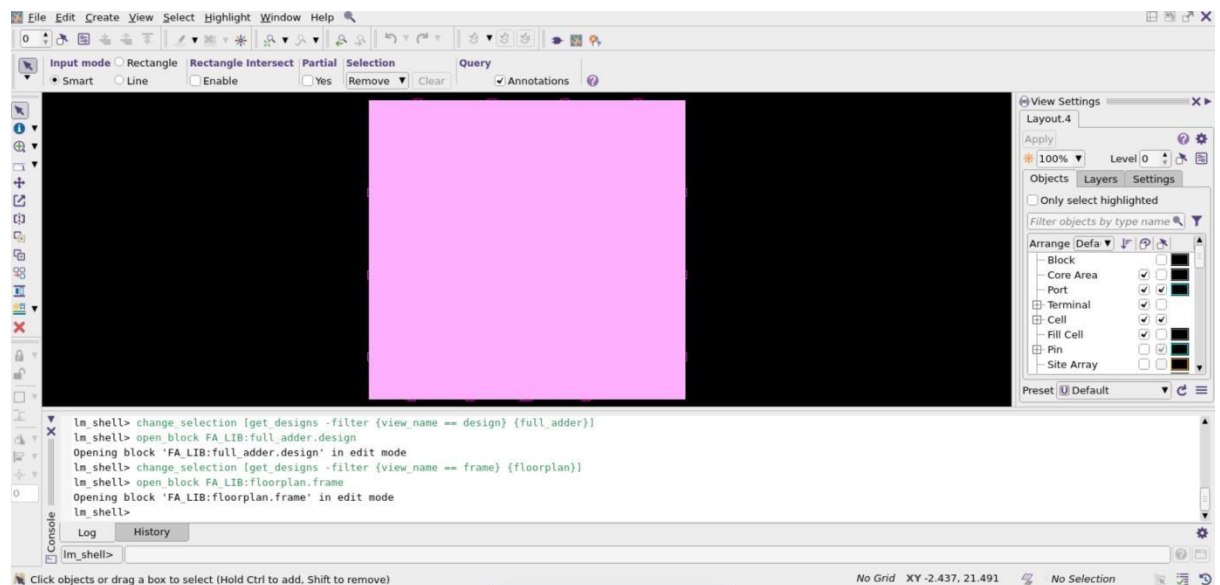 File Edit Create View Select Highlight Window Help
0
Input mode Rectangle Rectangle Intersect Partial Selection Query
Smart Line Enable Yes Remove Clear Annotations
View Settings
Layout.4
Apply
100% Level 0
Objects Layers Settings
Only select highlighted
Filter objects by type name
Arrange Defa
Block
Core Area
Port
Terminal
Cell
Fill Cell
Pin
Site Array
Preset U Default
lm_shell> change_selection [get_designs -filter {view_name == design} {full_adder}]
lm_shell> open_block FA_LIB:full_adder.design
Opening block 'FA_LIB:full_adder.design' in edit mode
lm_shell> change_selection [get_designs -filter {view_name == frame} {floorplan}]
lm_shell> open_block FA_LIB:floorplan.frame
Opening block 'FA_LIB:floorplan.frame' in edit mode
lm_shell>
0
Console
Log History
lm_shell>
Click objects or drag a box to select (Hold Ctrl to add, Shift to remove) No Grid XY -2.437, 21.491 No Selection